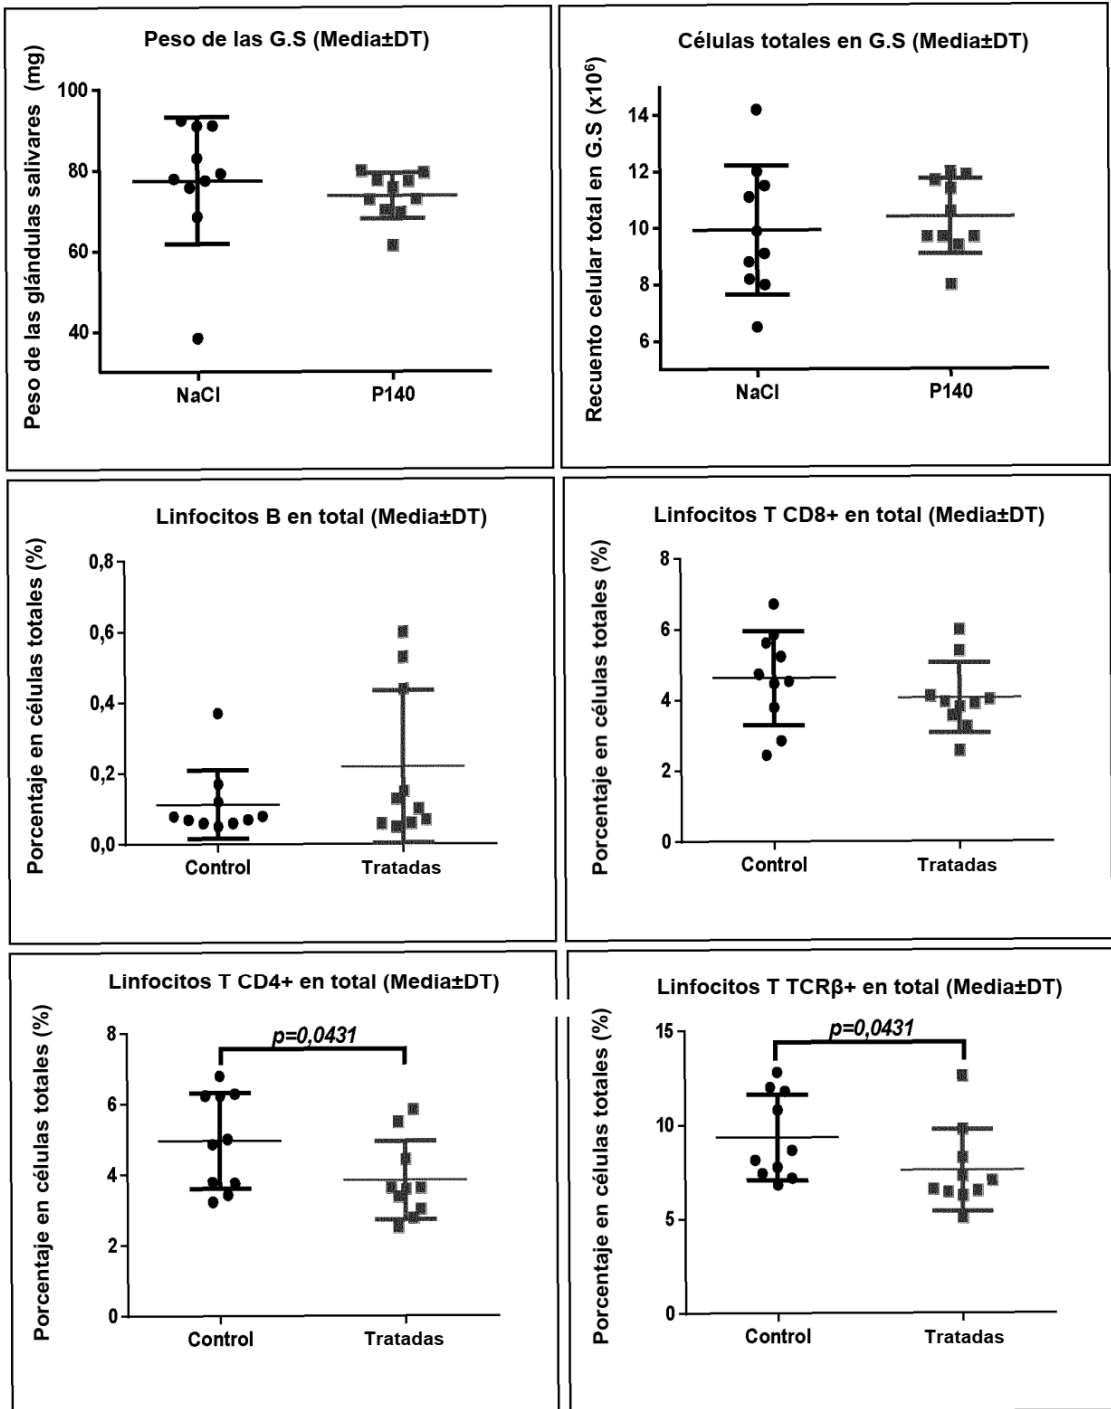 Peso de las G.S (Media±DT)
Peso de las glándulas salivares (mg)
100
80
60
40
NaCl
P140
Células totales en G.S (Media±DT)
Recuento celular total en G.S (x10⁶)
14
12
10
8
6
NaCl
P140
Linfocitos B en total (Media±DT)
Porcentaje en células totales (%)
0,8
0,6
0,4
0,2
0,0
Control
Tratadas
Linfocitos T CD8+ en total (Media±DT)
Porcentaje en células totales (%)
8
6
4
2
0
Control
Tratadas
Linfocitos T CD4+ en total (Media±DT)
Porcentaje en células totales (%)
8
6
4
2
0
p=0,0431
Control
Tratadas
Linfocitos T TCRβ+ en total (Media±DT)
Porcentaje en células totales (%)
15
10
5
0
p=0,0431
Control
Tratadas